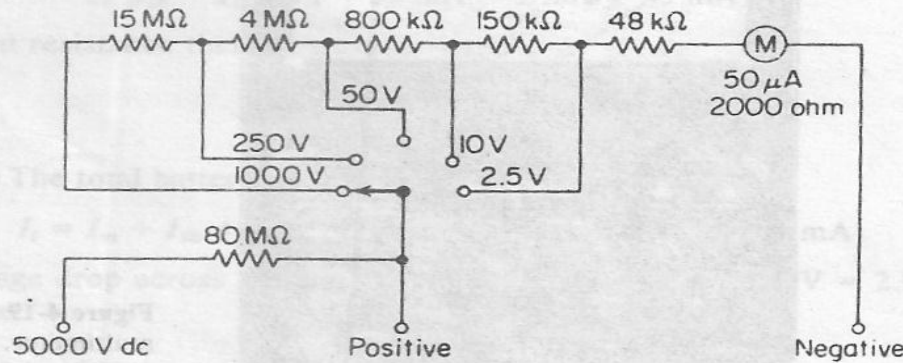 15 MΩ 4 MΩ 800 kΩ 150 kΩ 48 kΩ
M
50 μA
2000 ohm
50 V
250 V 10 V
1000 V 2.5 V
80 MΩ
5000 V dc Positive Negative